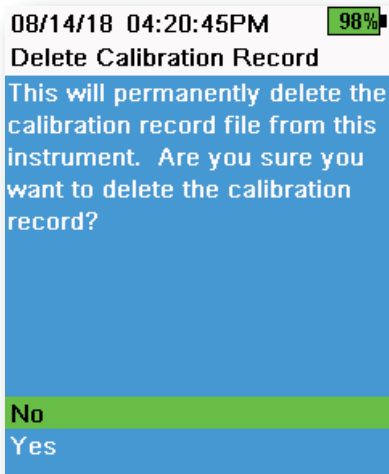 08/14/18 04:20:45PM 98%
Delete Calibration Record
This will permanently delete the
calibration record file from this
instrument. Are you sure you
want to delete the calibration
record?
No
Yes